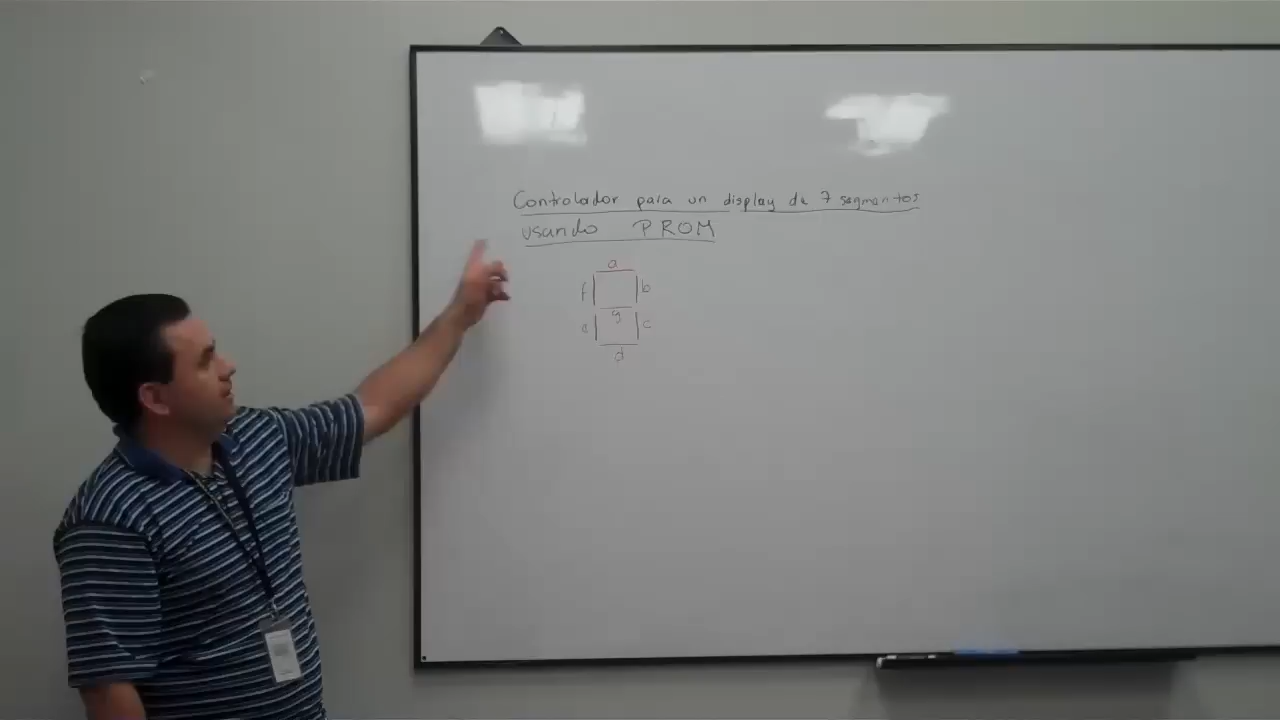 Controlador para un display de 7 segmentos
usando PROM
a
f b
g
e c
d